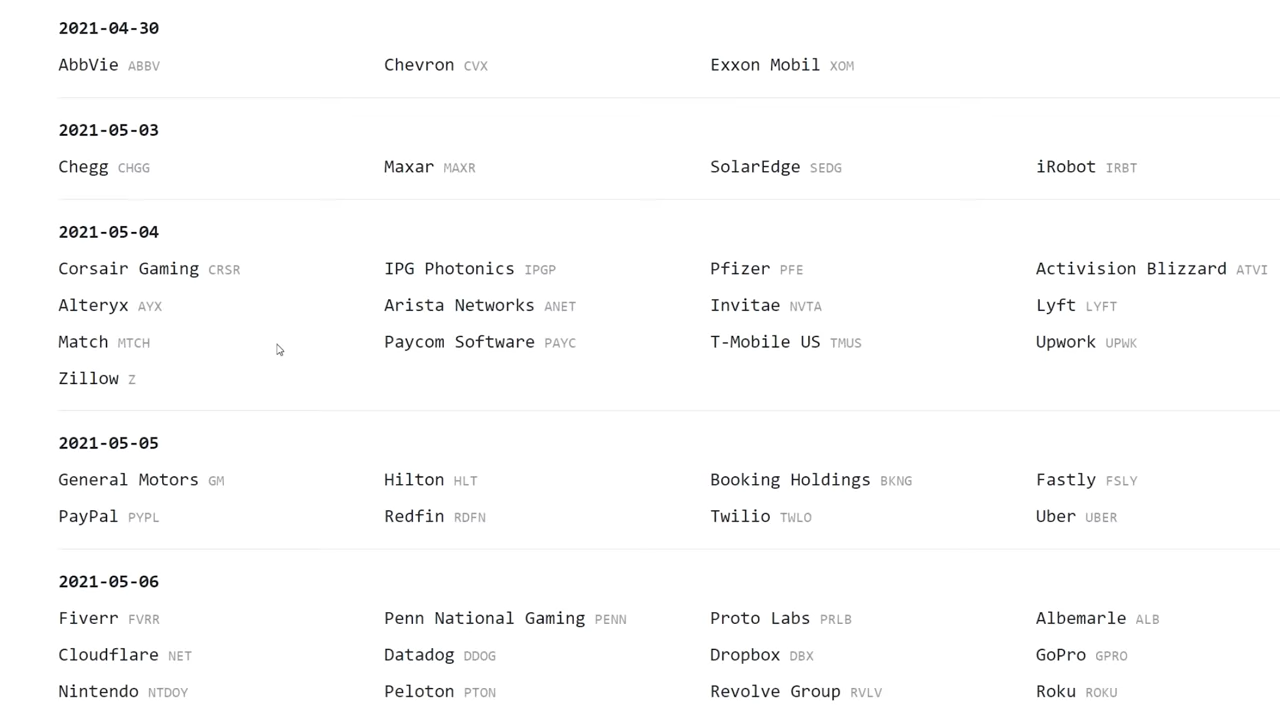 2021-04-30
AbbVie ABBV Chevron CVX Exxon Mobil XOM
2021-05-03
Chegg CHGG Maxar MAXR SolarEdge SEDG iRobot IRBT
2021-05-04
Corsair Gaming CRSR IPG Photonics IPGP Pfizer PFE Activision Blizzard ATVI
Alteryx AYX Arista Networks ANET Invitae NVTA Lyft LYFT
Match MTCH Paycom Software PAYC T-Mobile US TMUS Upwork UPWK
Zillow Z
2021-05-05
General Motors GM Hilton HLT Booking Holdings BKNG Fastly FSLY
PayPal PYPL Redfin RDFN Twilio TWLO Uber UBER
2021-05-06
Fiverr FVRR Penn National Gaming PENN Proto Labs PRLB Albemarle ALB
Cloudflare NET Datadog DDOG Dropbox DBX GoPro GPRO
Nintendo NTDOY Peloton PTON Revolve Group RVLV Roku ROKU